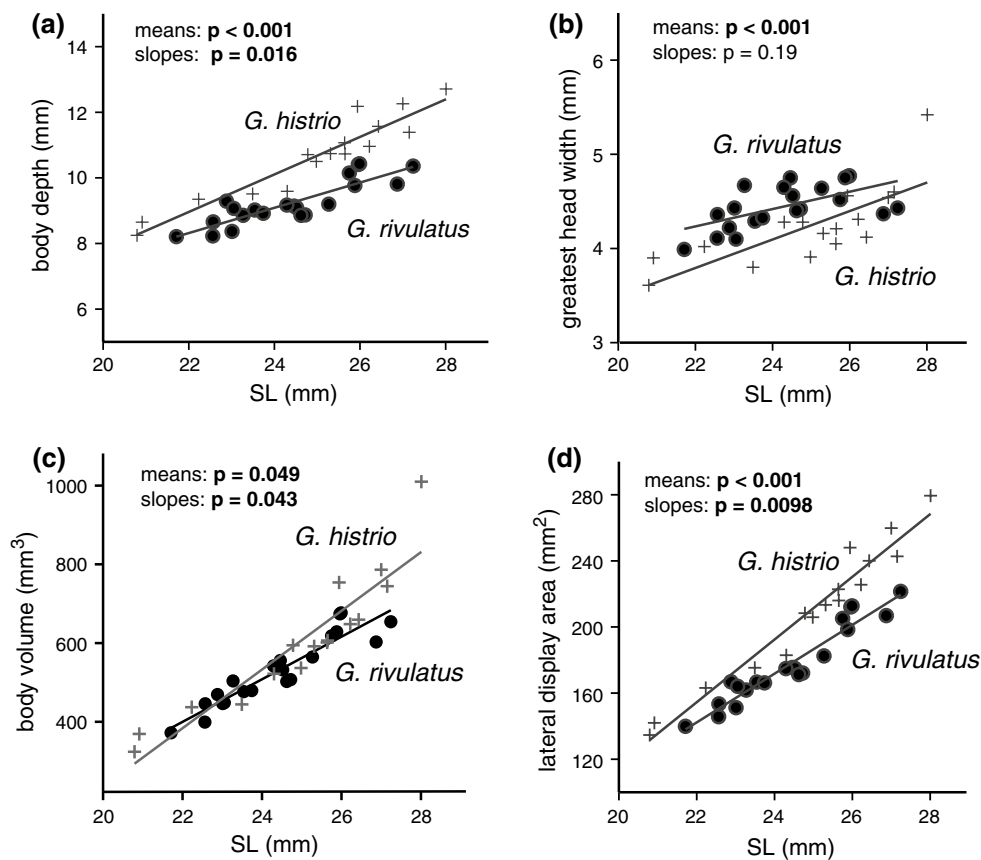 (a)
means: p < 0.001
slopes: p = 0.016
14
12
10
8
6
body depth (mm)
G. histrio
G. rivulatus
20 22 24 26 28
SL (mm)
(b)
means: p < 0.001
slopes: p = 0.19
6
5
4
3
greatest head width (mm)
G. rivulatus
G. histrio
20 22 24 26 28
SL (mm)
(c)
means: p = 0.049
slopes: p = 0.043
1000
800
600
400
body volume (mm³)
G. histrio
G. rivulatus
20 22 24 26 28
SL (mm)
(d)
means: p < 0.001
slopes: p = 0.0098
280
240
200
160
120
lateral display area (mm²)
G. histrio
G. rivulatus
20 22 24 26 28
SL (mm)